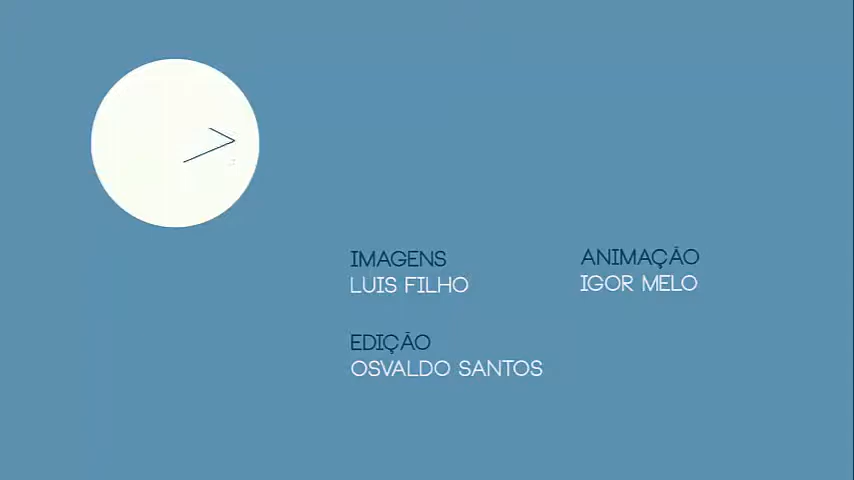 IMAGENS
LUIS FILHO
ANIMAÇÃO
IGOR MELO
EDIÇÃO
OSVALDO SANTOS